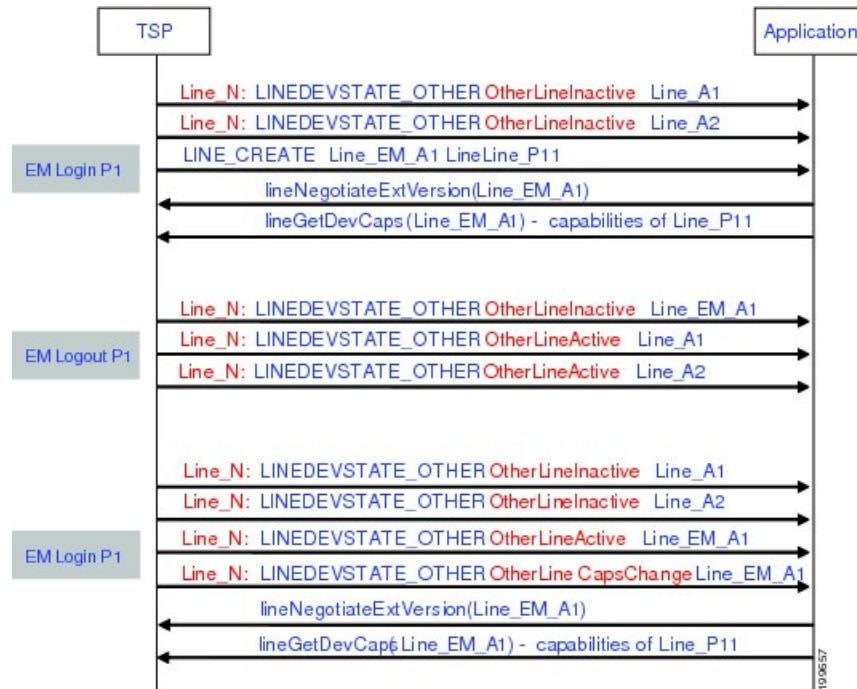 TSP
Application
Line_N: LINEDEVSTATE_OTHER OtherLineInactive Line_A1
Line_N: LINEDEVSTATE_OTHER OtherLineInactive Line_A2
EM Login P1
LINE_CREATE Line_EM_A1 LineLine_P11
lineNegotiateExtVersion(Line_EM_A1)
lineGetDevCaps(Line_EM_A1) - capabilities of Line_P11
Line_N: LINEDEVSTATE_OTHER OtherLineInactive Line_EM_A1
EM Logout P1
Line_N: LINEDEVSTATE_OTHER OtherLineActive Line_A1
Line_N: LINEDEVSTATE_OTHER OtherLineActive Line_A2
Line_N: LINEDEVSTATE_OTHER OtherLineInactive Line_A1
Line_N: LINEDEVSTATE_OTHER OtherLineInactive Line_A2
EM Login P1
Line_N: LINEDEVSTATE_OTHER OtherLineActive Line_EM_A1
Line_N: LINEDEVSTATE_OTHER OtherLine CapsChange Line_EM_A1
lineNegotiateExtVersion(Line_EM_A1)
lineGetDevCaps(Line_EM_A1) - capabilities of Line_P11
199557